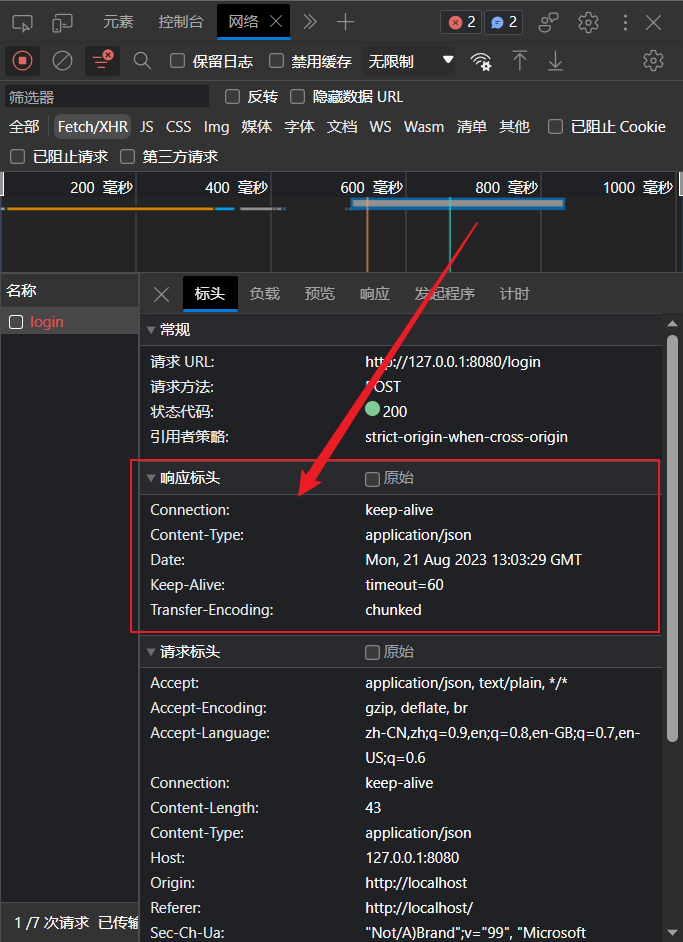 元素 控制台 网络 2 2
保留日志 禁用缓存 无限制
筛选器 反转 隐藏数据 URL
全部 Fetch/XHR JS CSS Img 媒体 字体 文档 WS Wasm 清单 其他 已阻止 Cookie
已阻止请求 第三方请求
200 毫秒 400 毫秒 600 毫秒 800 毫秒 1000 毫秒
名称 标头 负载 预览 响应 发起程序 计时
login
常规
请求 URL: http://127.0.0.1:8080/login
请求方法: POST
状态代码: 200
引用者策略: strict-origin-when-cross-origin
响应标头 原始
Connection: keep-alive
Content-Type: application/json
Date: Mon, 21 Aug 2023 13:03:29 GMT
Keep-Alive: timeout=60
Transfer-Encoding: chunked
请求标头 原始
Accept: application/json, text/plain, */*
Accept-Encoding: gzip, deflate, br
Accept-Language: zh-CN,zh;q=0.9,en;q=0.8,en-GB;q=0.7,en-
US;q=0.6
Connection: keep-alive
Content-Length: 43
Content-Type: application/json
Host: 127.0.0.1:8080
Origin: http://localhost
Referer: http://localhost/
Sec-Ch-Ua: "Not/A)Brand";v="99", "Microsoft
1 /7 次请求 已传输